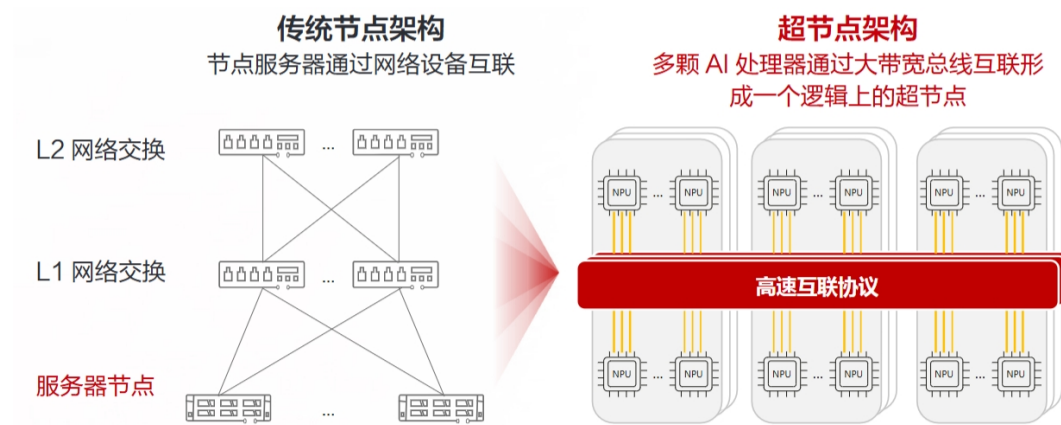 传统节点架构
节点服务器通过网络设备互联
L2 网络交换
...
L1 网络交换
...
服务器节点
...
超节点架构
多颗 AI 处理器通过大带宽总线互联形
成一个逻辑上的超节点
NPU ... NPU NPU ... NPU NPU ... NPU
高速互联协议
NPU ... NPU NPU ... NPU NPU ... NPU